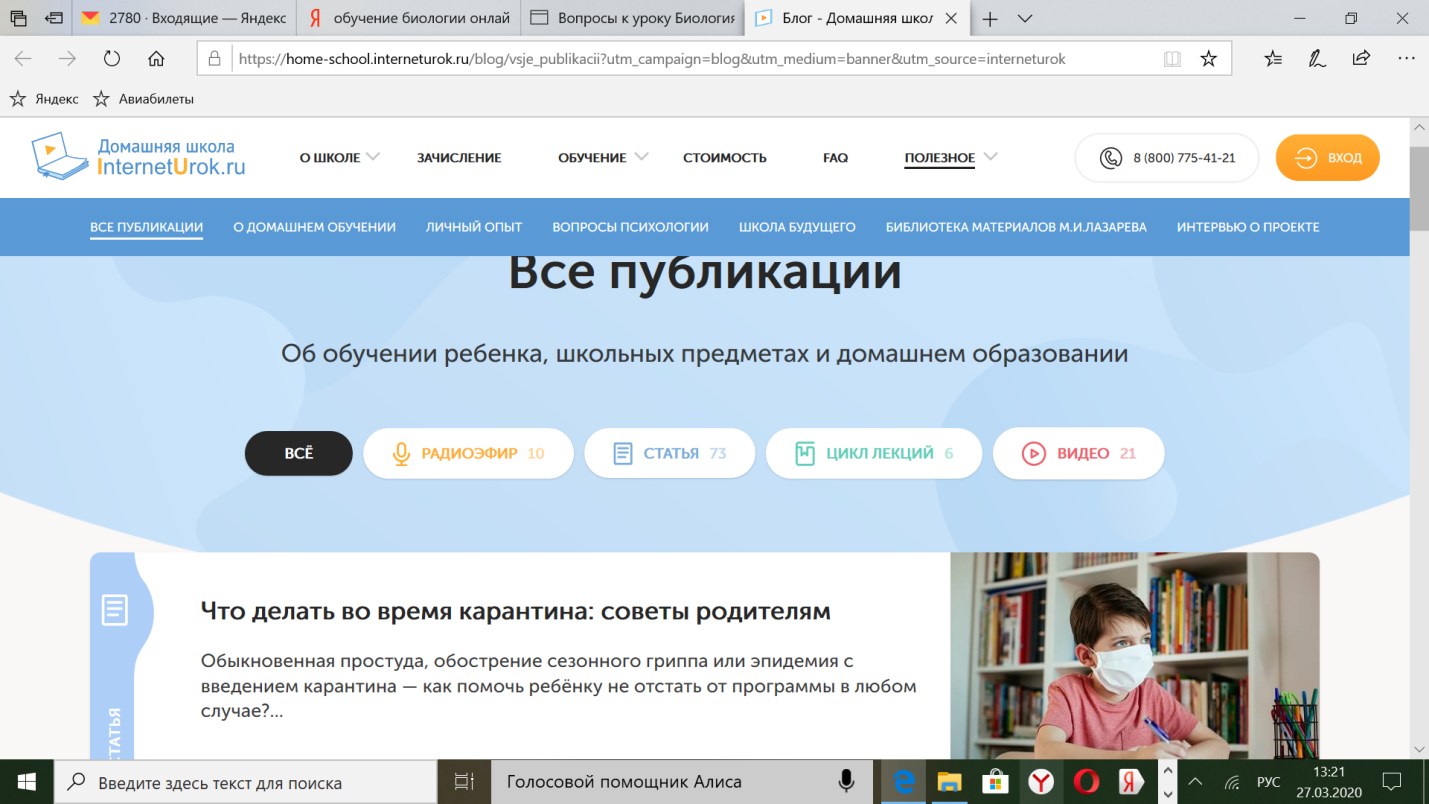 2780 · Входящие — Яндекс
обучение биологии онлай
Вопросы к уроку Биология
Блог - Домашняя школ
https://home-school.interneturok.ru/blog/vsje_publikacii?utm_campaign=blog&utm_medium=banner&utm_source=interneturok
Яндекс Авиабилеты
Домашняя школа
InternetUrok.ru
О ШКОЛЕ ЗАЧИСЛЕНИЕ ОБУЧЕНИЕ СТОИМОСТЬ FAQ ПОЛЕЗНОЕ 8 (800) 775-41-21 ВХОД
ВСЕ ПУБЛИКАЦИИ О ДОМАШНЕМ ОБУЧЕНИИ ЛИЧНЫЙ ОПЫТ ВОПРОСЫ ПСИХОЛОГИИ ШКОЛА БУДУЩЕГО БИБЛИОТЕКА МАТЕРИАЛОВ М.И.ЛАЗАРЕВА ИНТЕРВЬЮ О ПРОЕКТЕ
Все публикации
Об обучении ребенка, школьных предметах и домашнем образовании
ВСЁ РАДИОЭФИР 10 СТАТЬЯ 73 ЦИКЛ ЛЕКЦИЙ 6 ВИДЕО 21
СТАТЬЯ
Что делать во время карантина: советы родителям
Обыкновенная простуда, обострение сезонного гриппа или эпидемия с
введением карантина — как помочь ребёнку не отстать от программы в любом
случае?...
Введите здесь текст для поиска
Голосовой помощник Алиса
РУС
13:21
27.03.2020